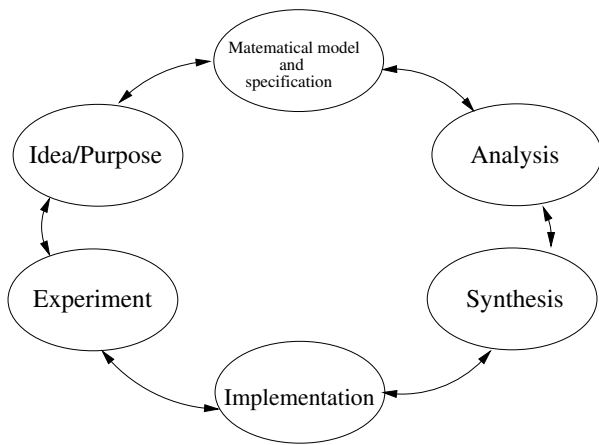 Matematical model
and
specification
Idea/Purpose
Analysis
Experiment
Synthesis
Implementation